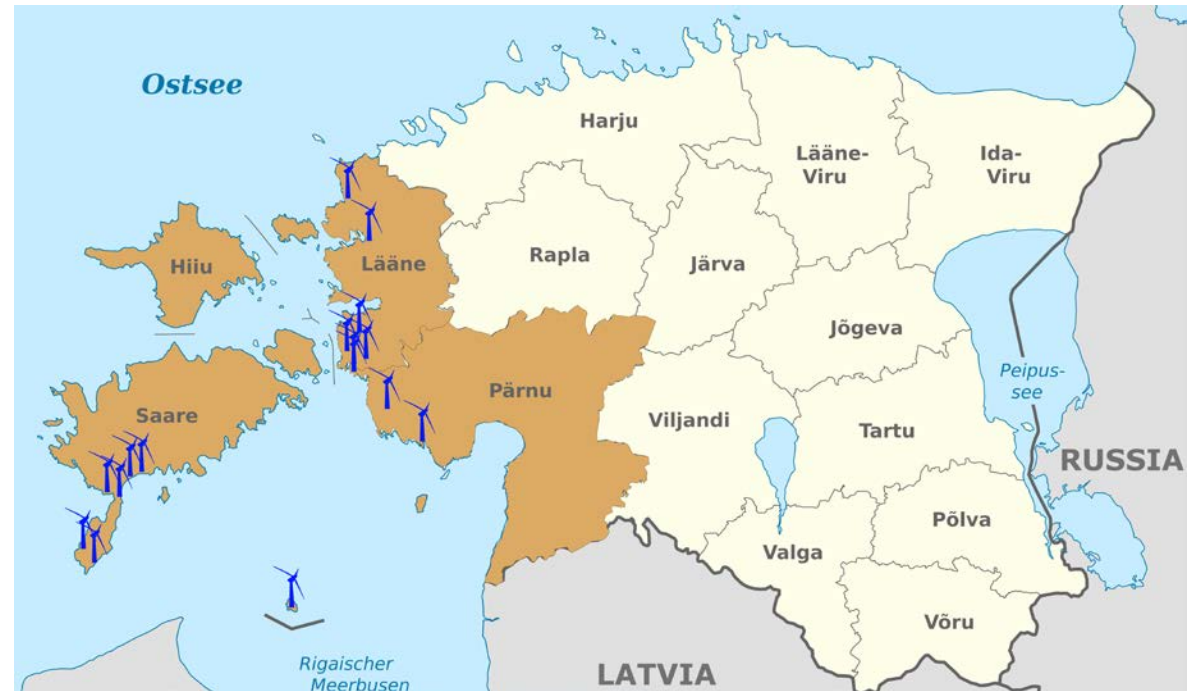 Ostsee
Harju
Lääne-
Viru
Ida-
Viru
Hiiu
Lääne
Rapla
Järva
Jõgeva
Peipus-
see
Pärnu
Saare
Viljandi
Tartu
RUSSIA
Põlva
Valga
Võru
Rigaischer
Meerbusen
LATVIA